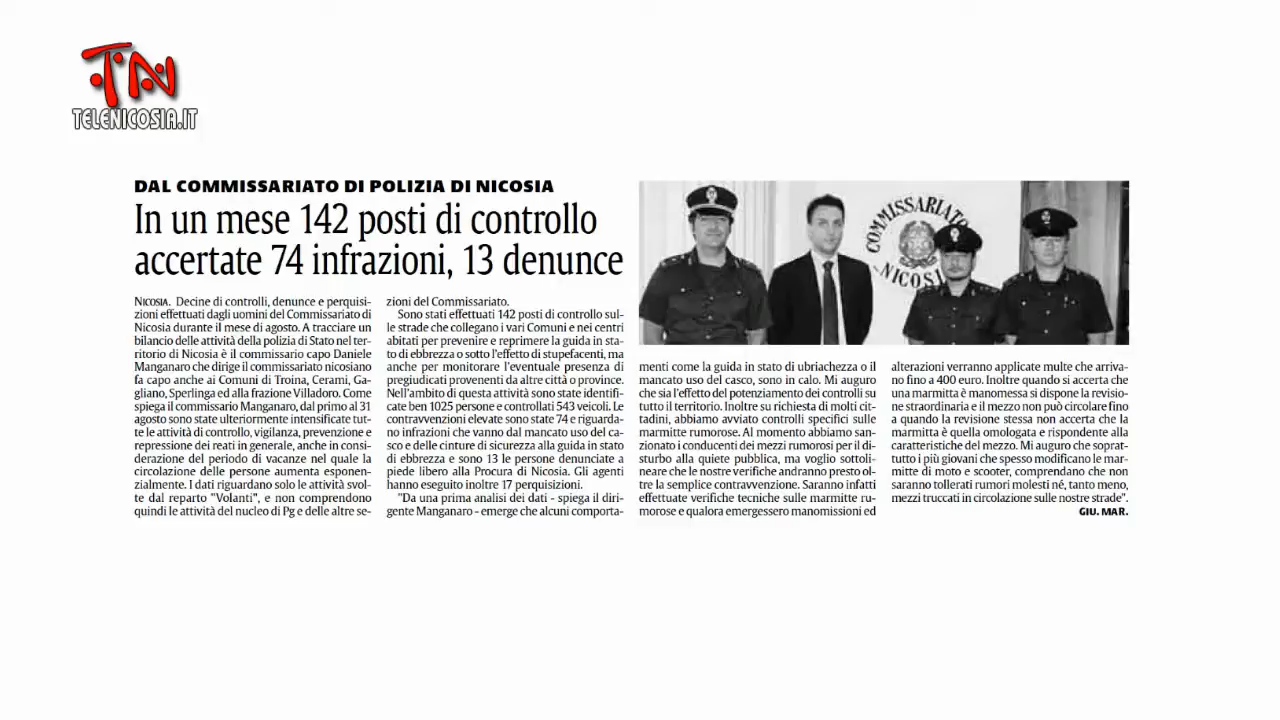 TN
TELENICOSIA.IT
DAL COMMISSARIATO DI POLIZIA DI NICOSIA
In un mese 142 posti di controllo
accertate 74 infrazioni, 13 denunce
NICOSIA. Decine di controlli, denunce e perquisi-
zioni effettuati dagli uomini del Commissariato di
Nicosia durante il mese di agosto. A tracciare un
bilancio delle attività della polizia di Stato nel ter-
ritorio di Nicosia è il commissario capo Daniele
Manganaro che dirige il commissariato nicosiano
fa capo anche ai Comuni di Troina, Cerami, Ga-
gliano, Sperlinga ed alla frazione Villadoro. Come
spiega il commissario Manganaro, dal primo al 31
agosto sono state ulteriormente intensificate tut-
te le attività di controllo, vigilanza, prevenzione e
repressione dei reati in generale, anche in consi-
derazione del periodo di vacanze nel quale la
circolazione delle persone aumenta esponen-
zialmente. I dati riguardano solo le attività svol-
te dal reparto "Volanti", e non comprendono
quindi le attività del nucleo di Pg e delle altre se-
zioni del Commissariato.
Sono stati effettuati 142 posti di controllo sul-
le strade che collegano i vari Comuni e nei centri
abitati per prevenire e reprimere la guida in sta-
to di ebbrezza o sotto l'effetto di stupefacenti, ma
anche per monitorare l'eventuale presenza di
pregiudicati provenenti da altre città o province.
Nell'ambito di questa attività sono state identifi-
cate ben 1025 persone e controllati 543 veicoli. Le
contravvenzioni elevate sono state 74 e riguarda-
no infrazioni che vanno dal mancato uso del ca-
sco e delle cinture di sicurezza alla guida in stato
di ebbrezza e sono 13 le persone denunciate a
piede libero alla Procura di Nicosia. Gli agenti
hanno eseguito inoltre 17 perquisizioni.
"Da una prima analisi dei dati - spiega il diri-
gente Manganaro - emerge che alcuni comporta-
COMMISSARIATO
NICOSIA
menti come la guida in stato di ubriachezza o il
mancato uso del casco, sono in calo. Mi auguro
che sia l'effetto del potenziamento dei controlli su
tutto il territorio. Inoltre su richiesta di molti cit-
tadini, abbiamo avviato controlli specifici sulle
marmitte rumorose. Al momento abbiamo san-
zionato i conducenti dei mezzi rumorosi per il di-
sturbo alla quiete pubblica, ma voglio sottoli-
neare che le nostre verifiche andranno presto ol-
tre la semplice contravvenzione. Saranno infatti
effettuate verifiche tecniche sulle marmitte ru-
morose e qualora emergessero manomissioni ed
alterazioni verranno applicate multe che arriva-
no fino a 400 euro. Inoltre quando si accerta che
una marmitta è manomessa si dispone la revisio-
ne straordinaria e il mezzo non può circolare fino
a quando la revisione stessa non accerta che la
marmitta è quella omologata e rispondente alla
caratteristiche del mezzo. Mi auguro che soprat-
tutto i più giovani che spesso modificano le mar-
mitte di moto e scooter, comprendano che non
saranno tollerati rumori molesti né, tanto meno,
mezzi truccati in circolazione sulle nostre strade".
GIU. MAR.